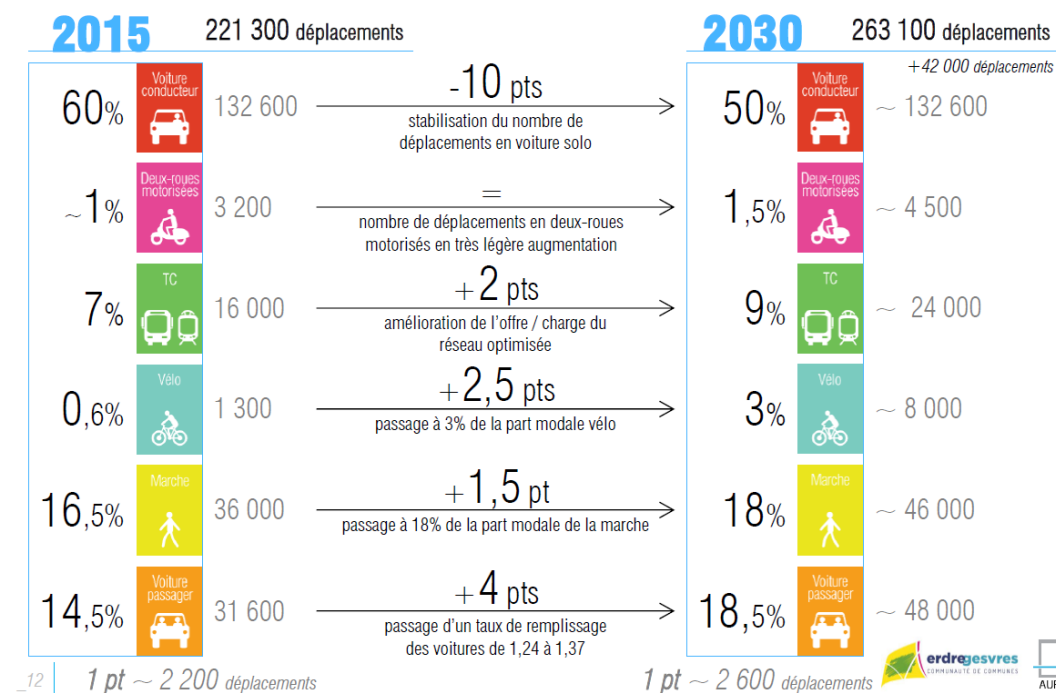 2015
221 300 déplacements
2030
263 100 déplacements
+42 000 déplacements
60%
Voiture
conducteur
132 600
-10 pts
stabilisation du nombre de
déplacements en voiture solo
50%
Voiture
conducteur
~ 132 600
~1%
Deux-roues
motorisées
3 200
=
nombre de déplacements en deux-roues
motorisés en très légère augmentation
1,5%
Deux-roues
motorisées
~ 4 500
7%
TC
16 000
+2 pts
amélioration de l'offre / charge du
réseau optimisée
9%
TC
~ 24 000
0,6%
Vélo
1 300
+2,5 pts
passage à 3% de la part modale vélo
3%
Vélo
~ 8 000
16,5%
Marche
36 000
+1,5 pt
passage à 18% de la part modale de la marche
18%
Marche
~ 46 000
14,5%
Voiture
passager
31 600
+4 pts
passage d'un taux de remplissage
des voitures de 1,24 à 1,37
18,5%
Voiture
passager
~ 48 000
_12
1 pt ~ 2 200 déplacements
1 pt ~ 2 600 déplacements
erdregesvres
COMMUNAUTÉ DE COMMUNES